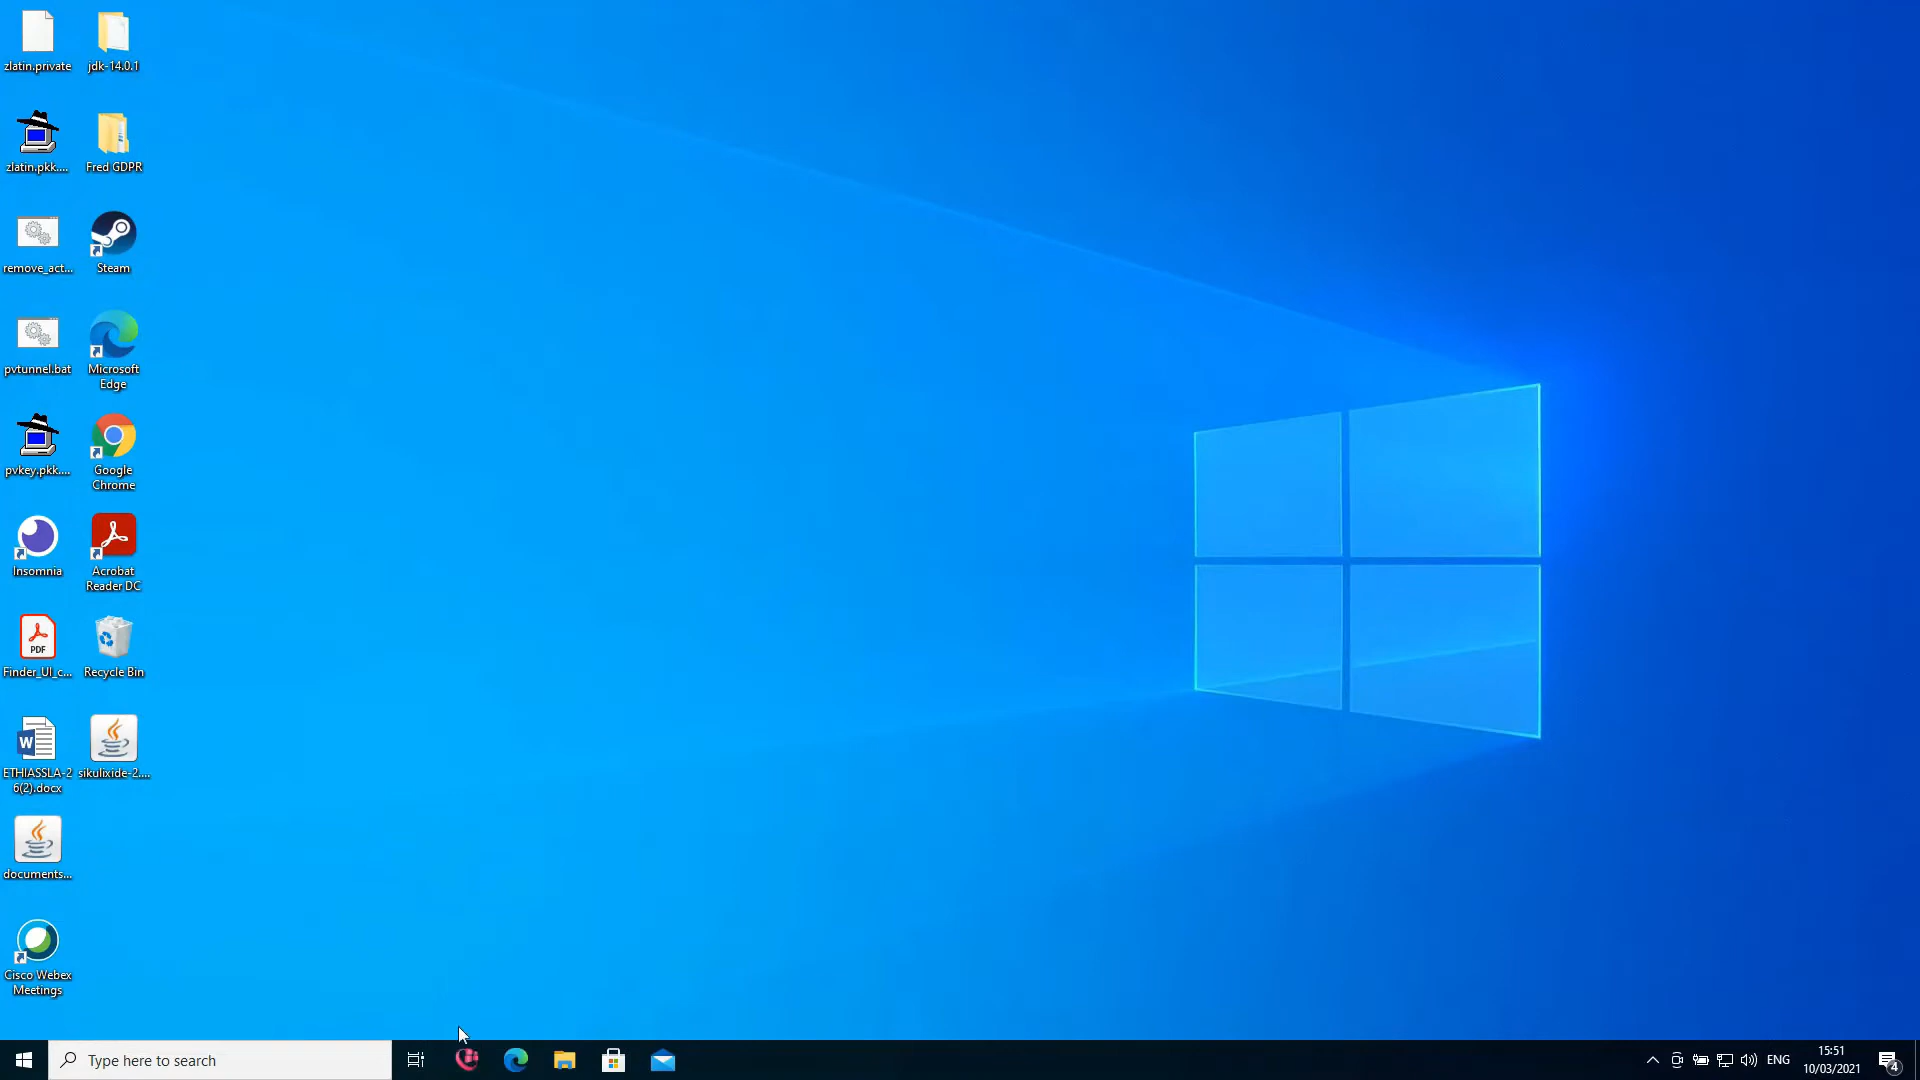 zlatin.private
jdk-14.0.1
zlatin.pkk....
Fred GDPR
remove_act...
Steam
pvtunnel.bat
Microsoft
Edge
pvkey.pkk....
Google
Chrome
Insomnia
Acrobat
Reader DC
PDF
Finder_UI_c...
Recycle Bin
W
ETHIASSLA-2
6(2).docx
sikulixide-2....
documents...
Cisco Webex
Meetings
Type here to search
ENG
15:51
10/03/2021
4